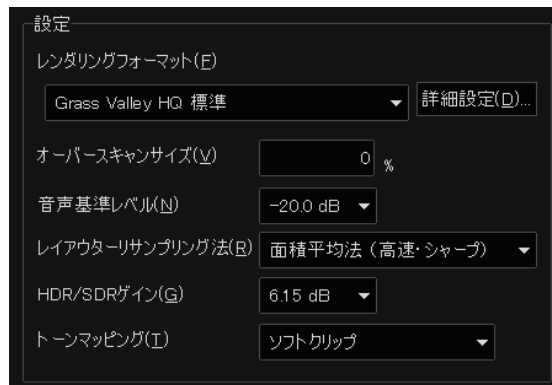 設定
レンダリングフォーマット(F)
Grass Valley HQ 標準
詳細設定(D)...
オーバースキャンサイズ(V) 0 %
音声基準レベル(N) -20.0 dB
レイアウターリサンプリング法(R) 面積平均法（高速・シャープ）
HDR/SDRゲイン(G) 6.15 dB
トーンマッピング(T) ソフトクリップ